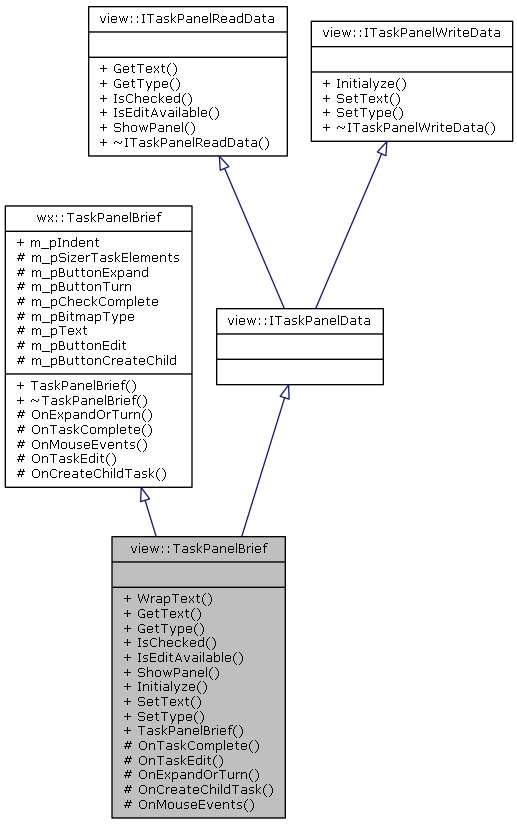 view::ITaskPanelReadData
+ GetText()
+ GetType()
+ IsChecked()
+ IsEditAvailable()
+ ShowPanel()
+ ~ITaskPanelReadData()
view::ITaskPanelWriteData
+ Initialyze()
+ SetText()
+ SetType()
+ ~ITaskPanelWriteData()
wx::TaskPanelBrief
+ m_pIndent
# m_pSizerTaskElements
# m_pButtonExpand
# m_pButtonTurn
# m_pCheckComplete
# m_pBitmapType
# m_pText
# m_pButtonEdit
# m_pButtonCreateChild
+ TaskPanelBrief()
+ ~TaskPanelBrief()
# OnExpandOrTurn()
# OnTaskComplete()
# OnMouseEvents()
# OnTaskEdit()
# OnCreateChildTask()
view::ITaskPanelData
view::TaskPanelBrief
+ WrapText()
+ GetText()
+ GetType()
+ IsChecked()
+ IsEditAvailable()
+ ShowPanel()
+ Initialyze()
+ SetText()
+ SetType()
+ TaskPanelBrief()
# OnTaskComplete()
# OnTaskEdit()
# OnExpandOrTurn()
# OnCreateChildTask()
# OnMouseEvents()